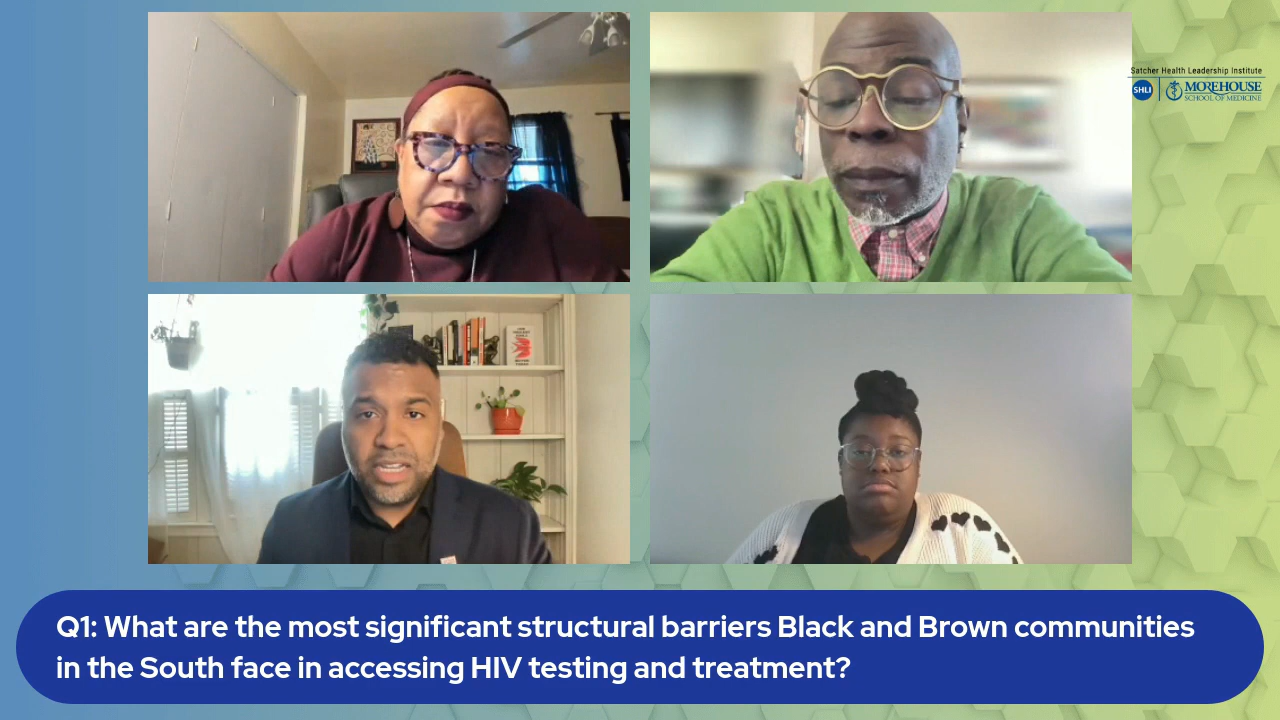 Satcher Health Leadership Institute
SHLI
MOREHOUSE
SCHOOL OF MEDICINE
Q1: What are the most significant structural barriers Black and Brown communities
in the South face in accessing HIV testing and treatment?